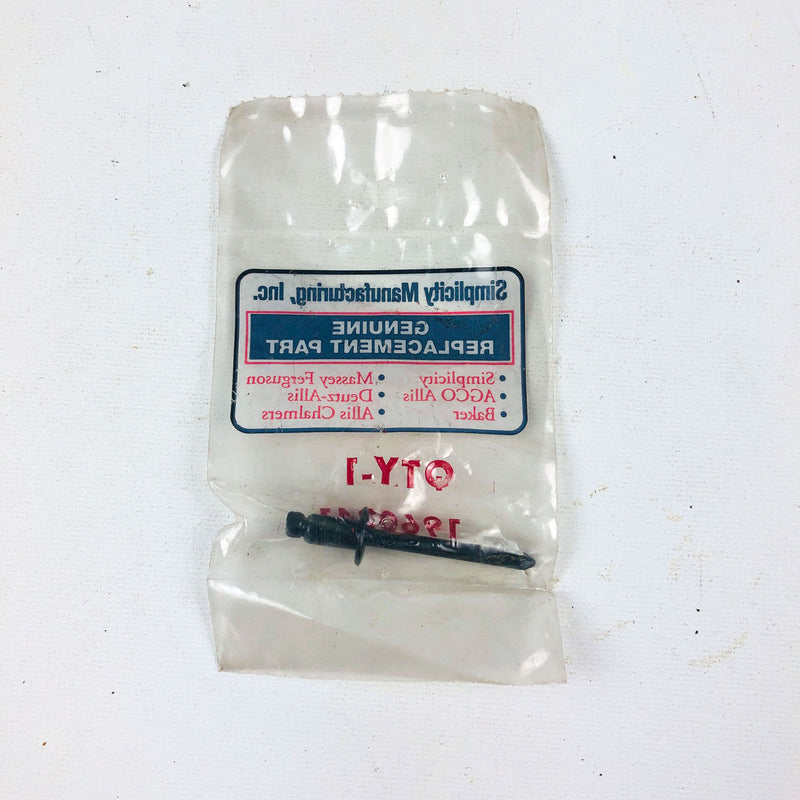 Simplicity Manufacturing, Inc.
GENUINE
REPLACEMENT PART
• Simplicity • Massey Ferguson
• AGCO Allis • Deutz-Allis
• Baker • Allis Chalmers
QTY-1